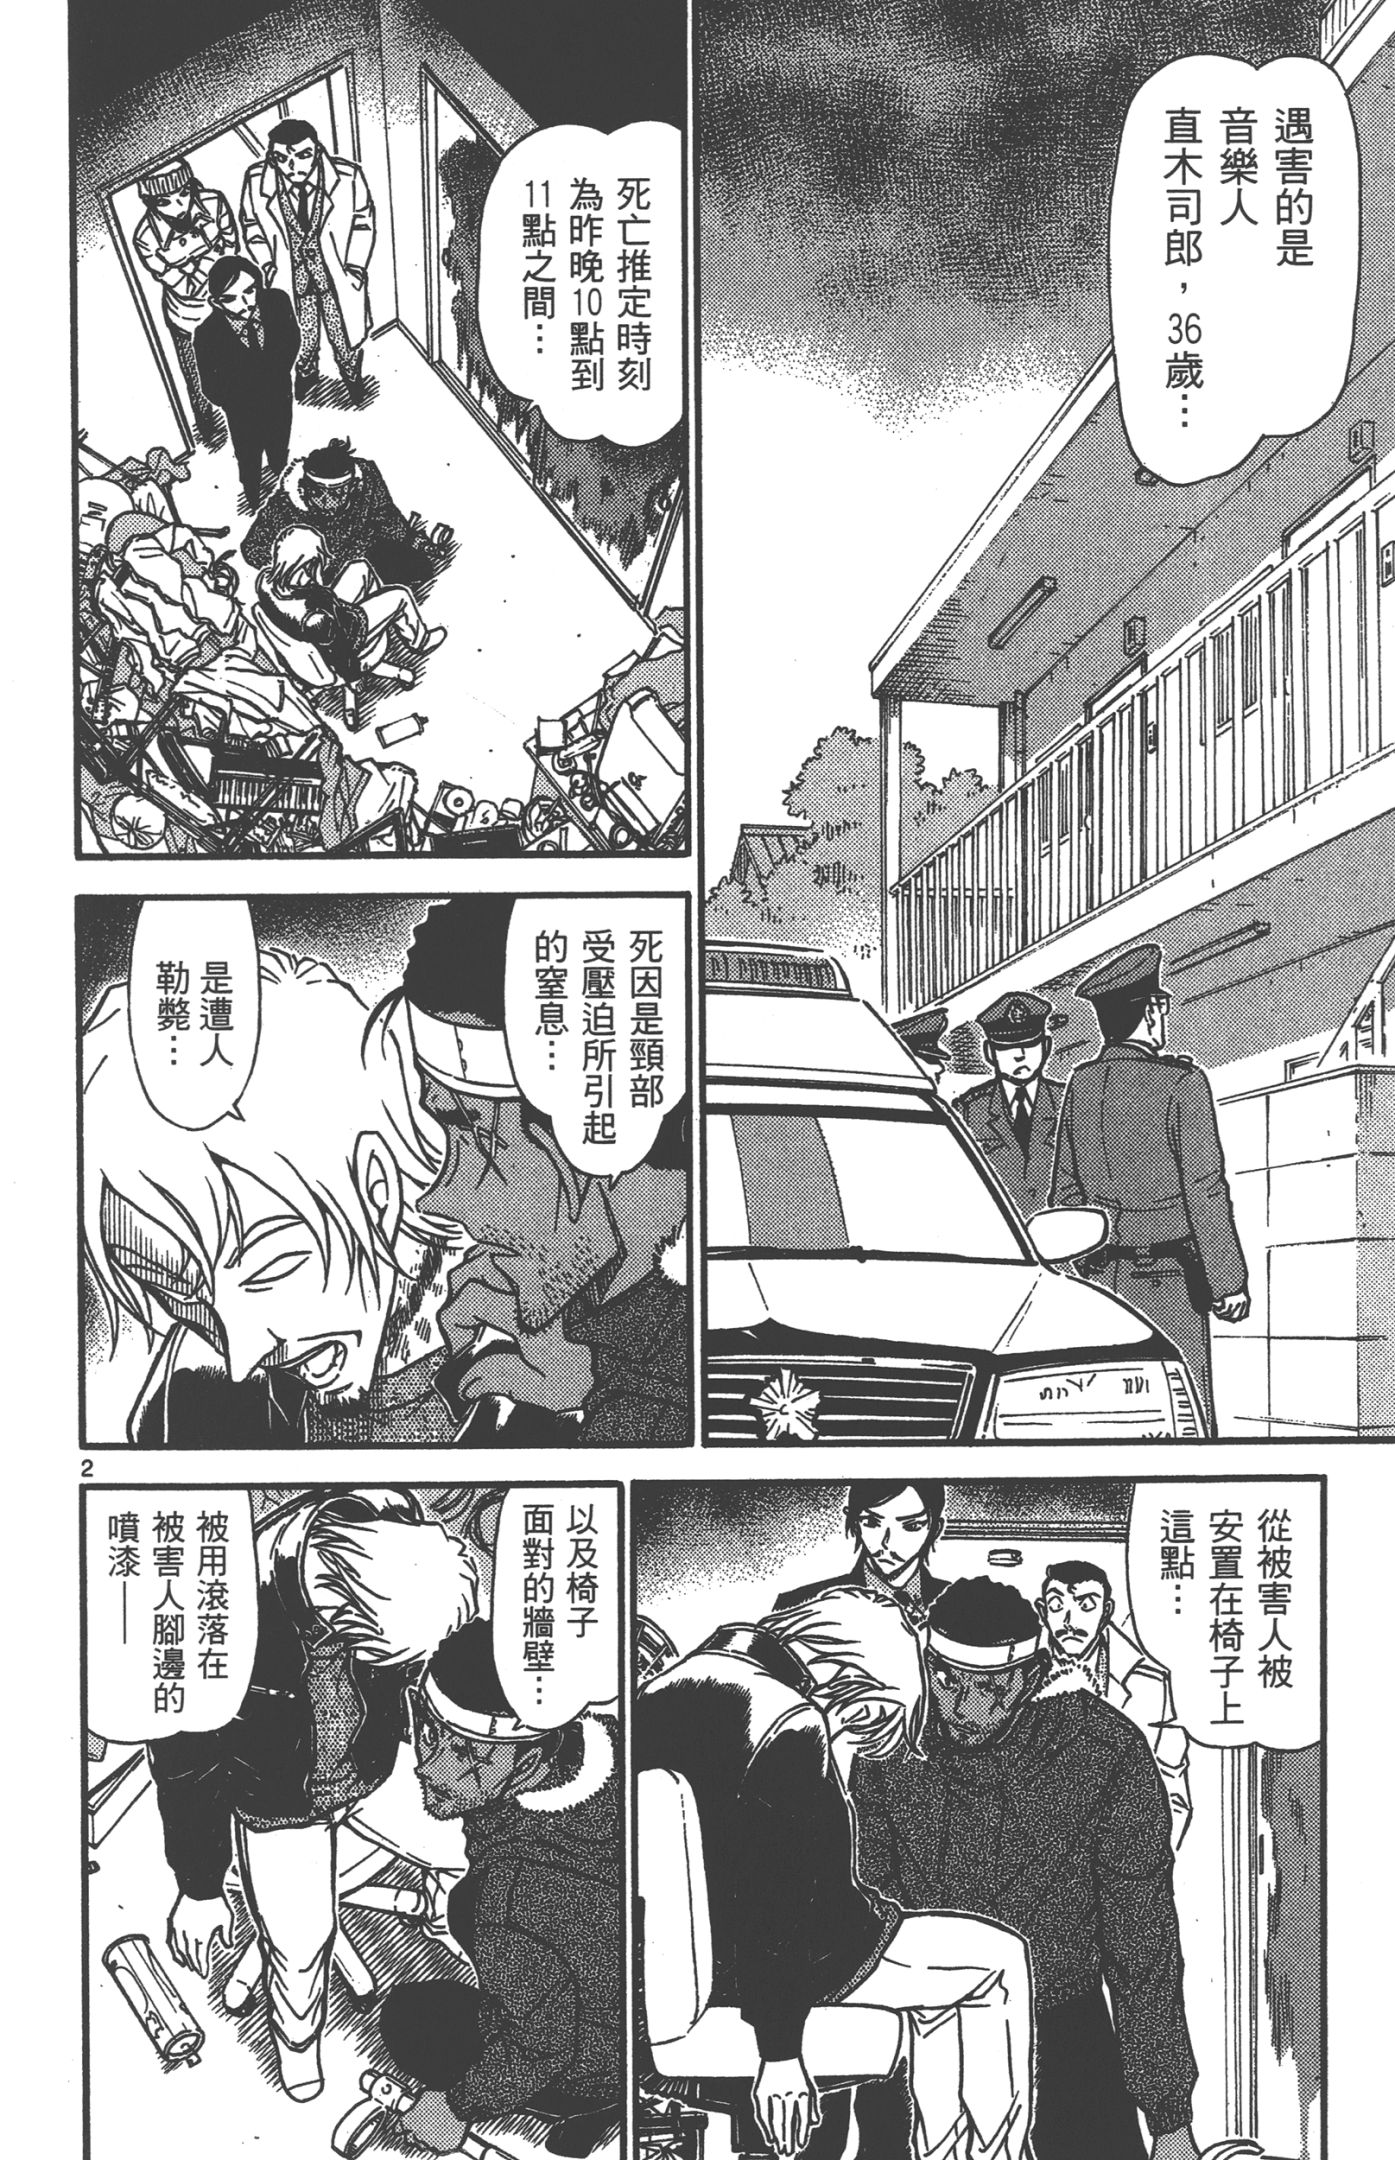 遇害的是
音樂人
直木司郎，36歲…
死亡推定時刻
為昨晚10點到
11點之間…
死因是頸部
受壓迫所引起
的窒息…
是遭人
勒斃…
2
從被害人被
安置在椅子上
這點…
以及椅子
面對的牆壁…
被用滾落在
被害人腳邊的
噴漆——